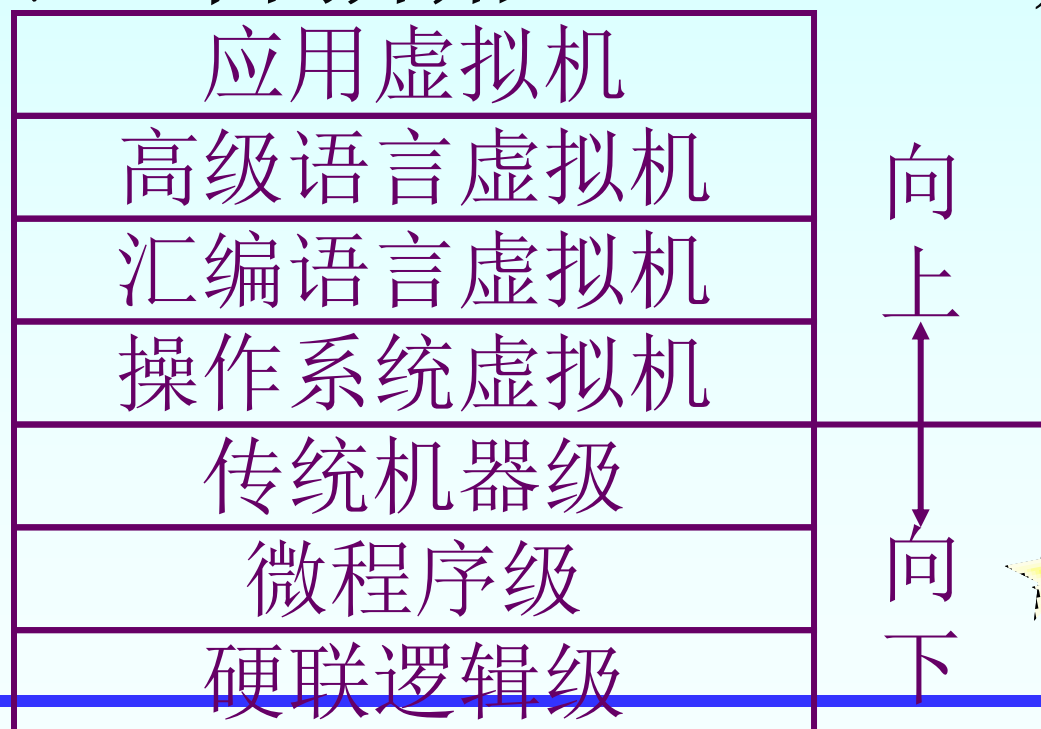 应用虚拟机
高级语言虚拟机
汇编语言虚拟机
操作系统虚拟机
传统机器级
微程序级
硬联逻辑级
向
上
向
下